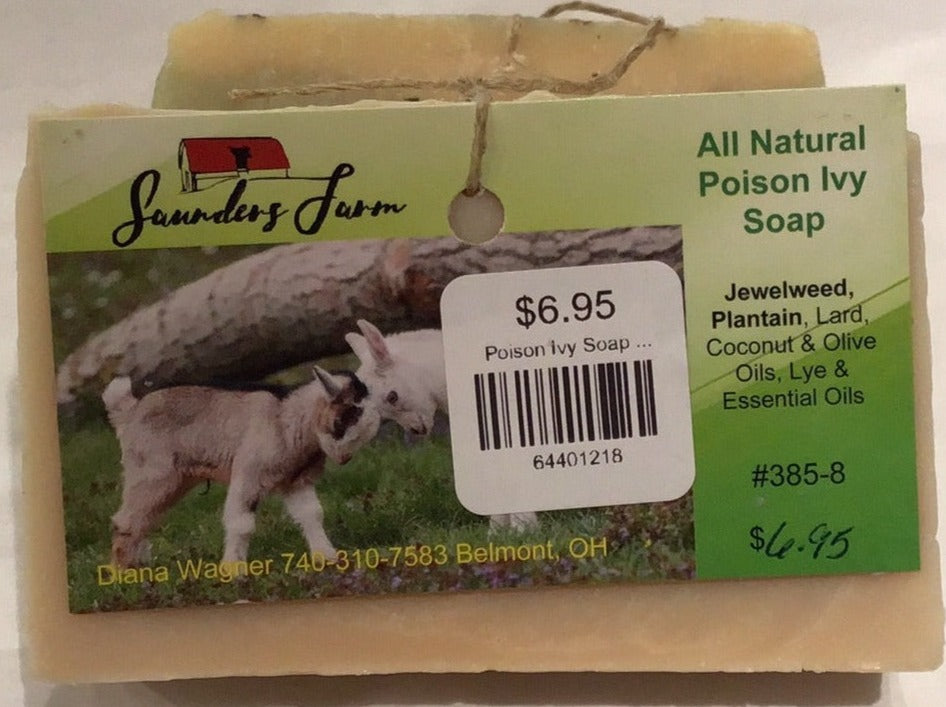 Saunders Farm
All Natural
Poison Ivy
Soap
Jewelweed,
Plantain, Lard,
Coconut & Olive
Oils, Lye &
Essential Oils
#385-8
$6.95
$6.95
Poison Ivy Soap ...
64401218
Diana Wagner 740-310-7583 Belmont, OH